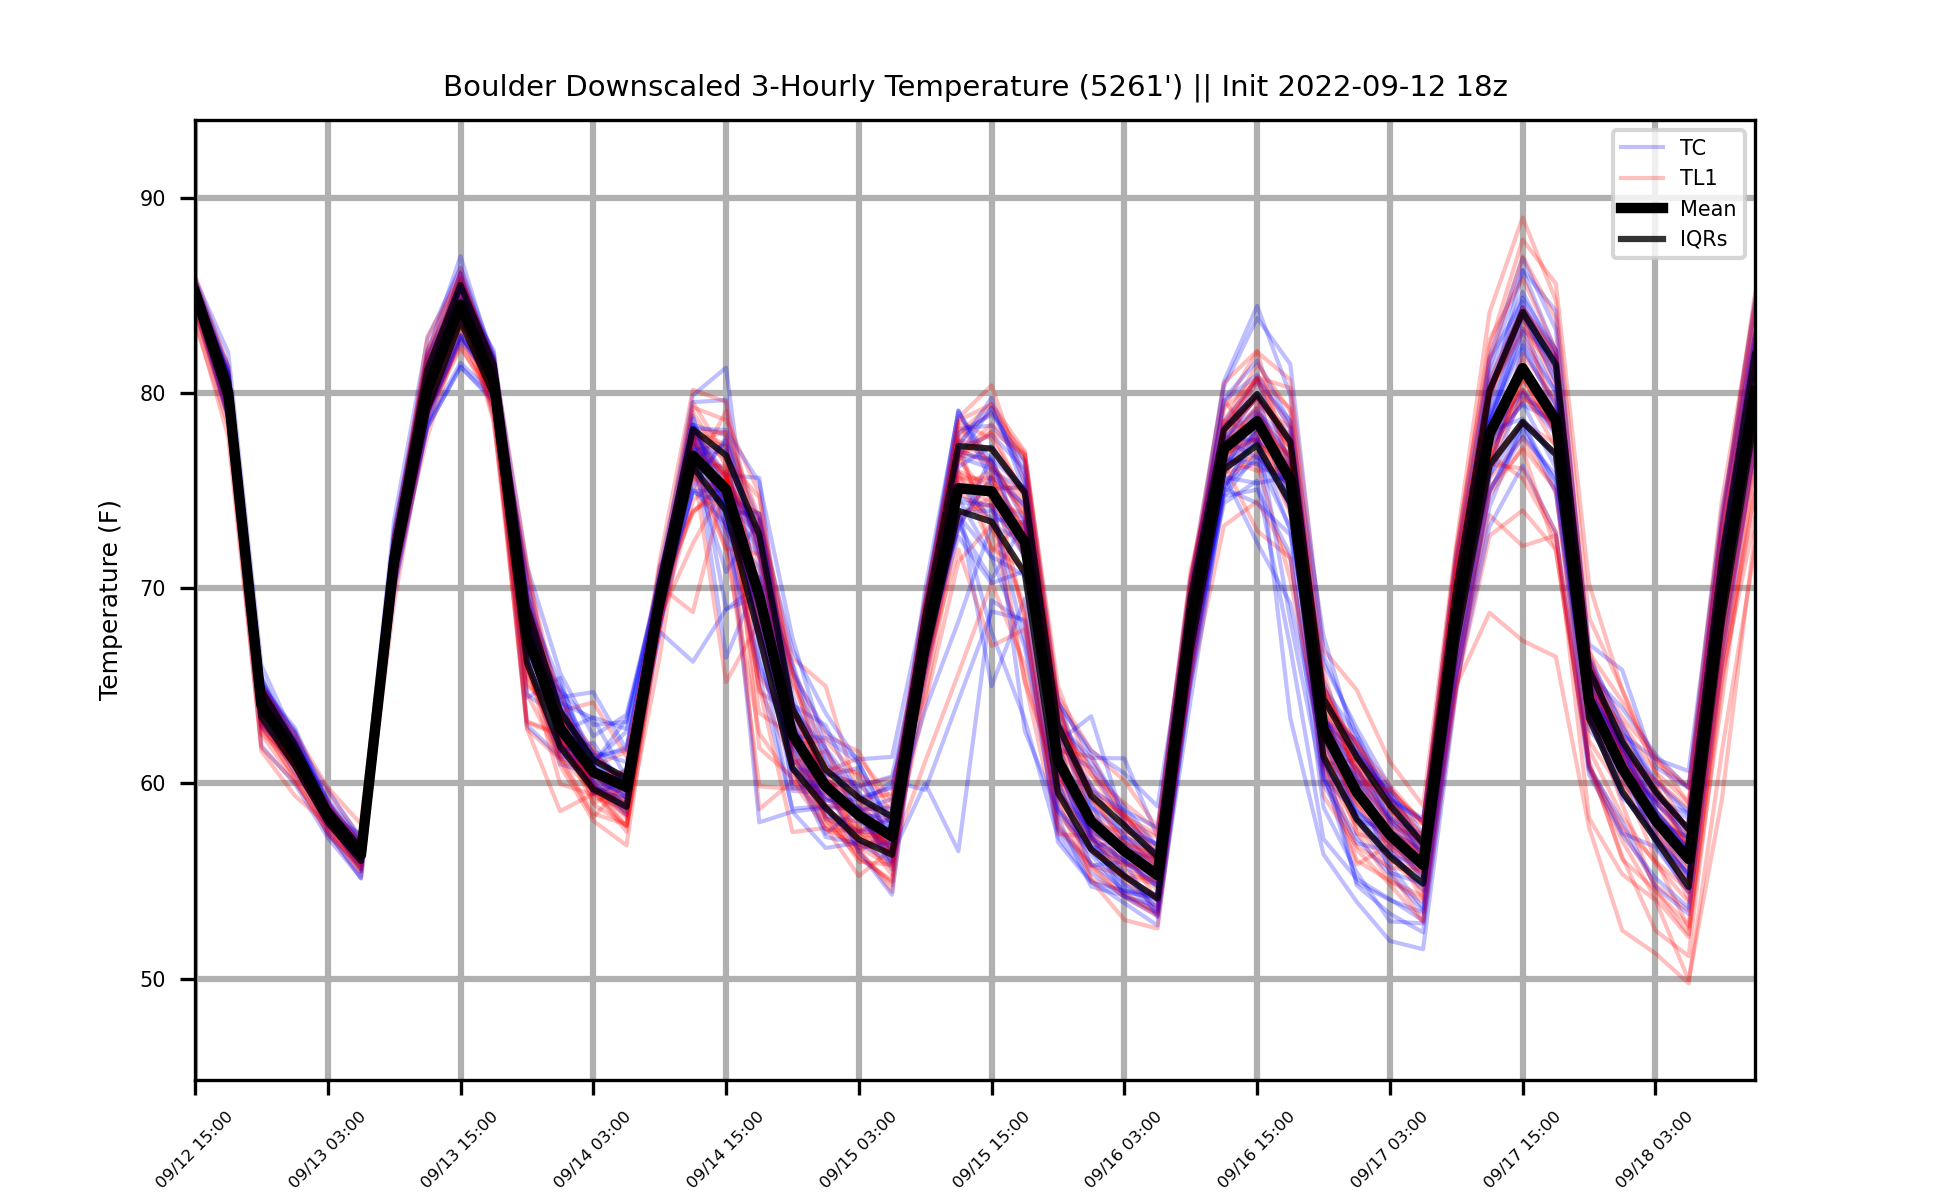 Boulder Downscaled 3-Hourly Temperature (5261') || Init 2022-09-12 18z
TC
TL1
Mean
IQRs
Temperature (F)
90
80
70
60
50
09/12 15:00
09/13 03:00
09/13 15:00
09/14 03:00
09/14 15:00
09/15 03:00
09/15 15:00
09/16 03:00
09/16 15:00
09/17 03:00
09/17 15:00
09/18 03:00